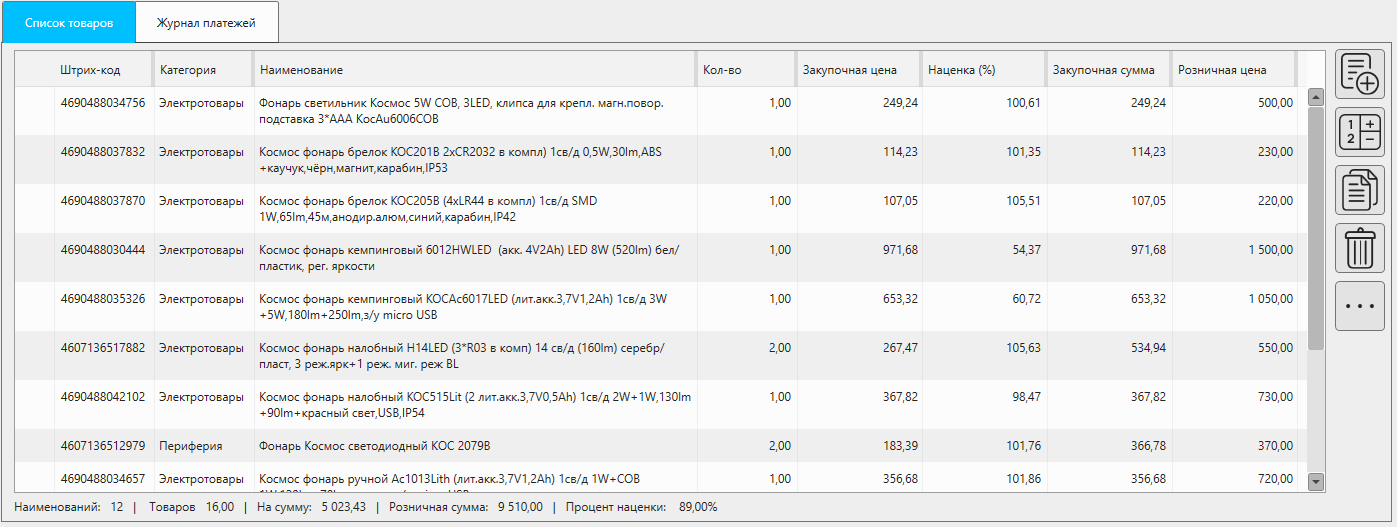 Список товаров Журнал платежей
Штрих-код Категория Наименование Кол-во Закупочная цена Наценка (%) Закупочная сумма Розничная цена
4690488034756 Электротовары Фонарь светильник Космос 5W COB, 3LED, клипса для крепл. магн.повор. 1,00 249,24 100,61 249,24 500,00
подставка 3*AAA KocAu6006COB
4690488037832 Электротовары Космос фонарь брелок КОС201В 2xCR2032 в компл) 1св/д 0,5W,30lm,ABS 1,00 114,23 101,35 114,23 230,00
+каучук,чёрн,магнит,карабин,IP53
4690488037870 Электротовары Космос фонарь брелок КОС205В (4xLR44 в компл) 1св/д SMD 1,00 107,05 105,51 107,05 220,00
1W,65lm,45м,анодир.алюм,синий,карабин,IP42
4690488030444 Электротовары Космос фонарь кемпинговый 6012HWLED (акк. 4V2Ah) LED 8W (520lm) бел/ 1,00 971,68 54,37 971,68 1 500,00
пластик, рег. яркости
4690488035326 Электротовары Космос фонарь кемпинговый KOCAc6017LED (лит.акк.3,7V1,2Ah) 1св/д 3W 1,00 653,32 60,72 653,32 1 050,00
+5W,180lm+250lm,з/у micro USB
4607136517882 Электротовары Космос фонарь налобный H14LED (3*R03 в комп) 14 св/д (160lm) серебр/ 2,00 267,47 105,63 534,94 550,00
пласт, 3 реж.ярк+1 реж. миг. реж BL
4690488042102 Электротовары Космос фонарь налобный KOC515Lit (2 лит.акк.3,7V0,5Ah) 1св/д 2W+1W,130lm 1,00 367,82 98,47 367,82 730,00
+90lm+красный свет,USB,IP54
4607136512979 Периферия Фонарь Космос светодиодный КОС 2079В 2,00 183,39 101,76 366,78 370,00
4690488034657 Электротовары Космос фонарь ручной Ac1013Lith (лит.акк.3,7V1,2Ah) 1св/д 1W+COB 1,00 356,68 101,86 356,68 720,00
Наименований: 12 | Товаров 16,00 | На сумму: 5 023,43 | Розничная сумма: 9 510,00 | Процент наценки: 89,00%